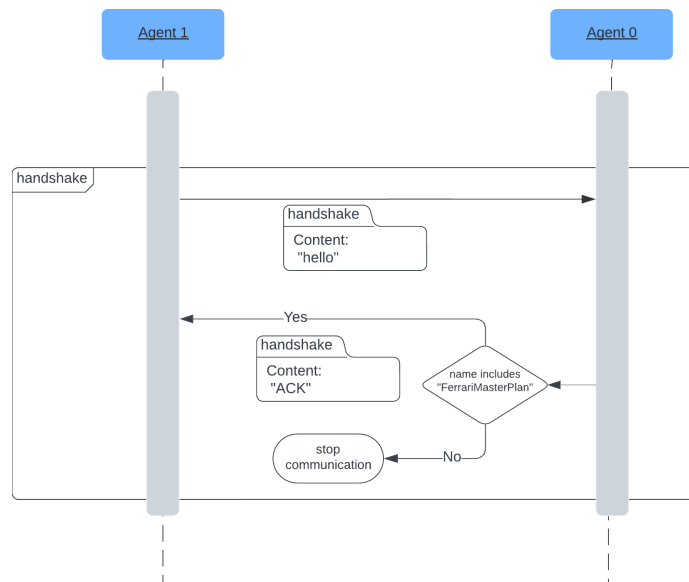 Agent 1
Agent 0
handshake
handshake
Content:
"hello"
Yes
handshake
Content:
"ACK"
name includes
"FerrariMasterPlan"
stop
communication
No